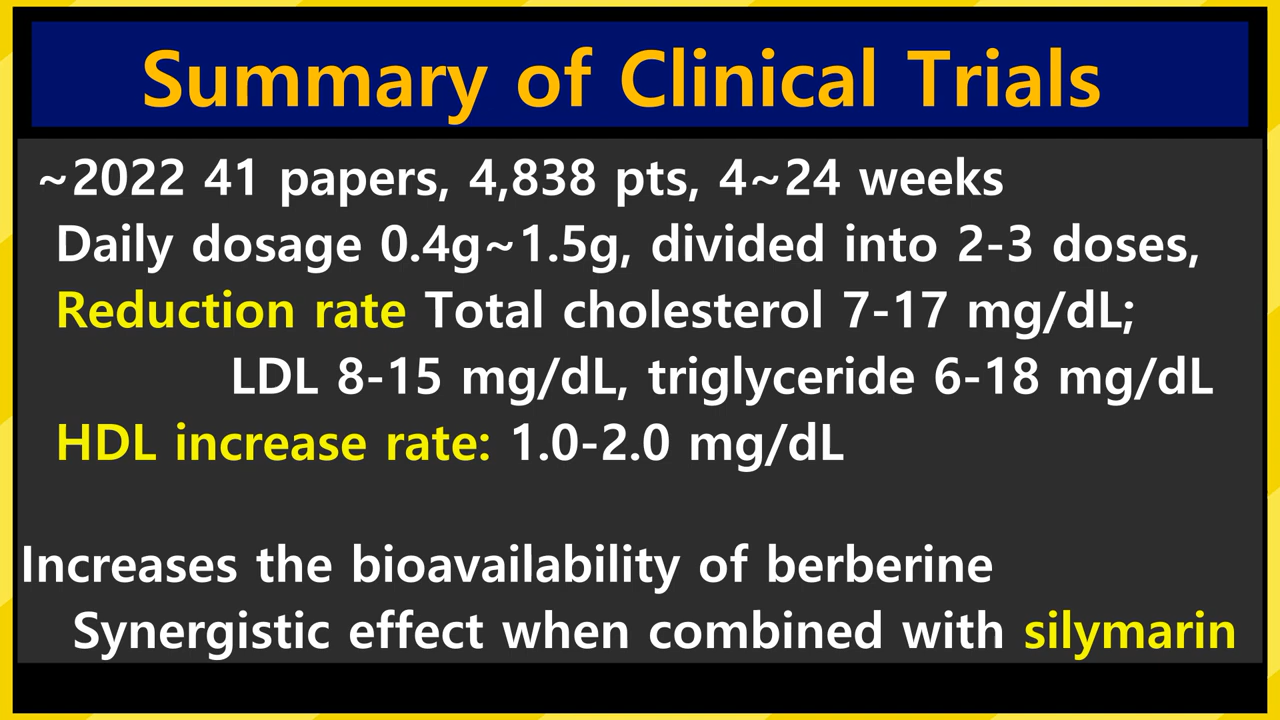 Summary of Clinical Trials
~2022 41 papers, 4,838 pts, 4~24 weeks
Daily dosage 0.4g~1.5g, divided into 2-3 doses,
Reduction rate Total cholesterol 7-17 mg/dL;
LDL 8-15 mg/dL, triglyceride 6-18 mg/dL
HDL increase rate: 1.0-2.0 mg/dL
Increases the bioavailability of berberine
Synergistic effect when combined with silymarin